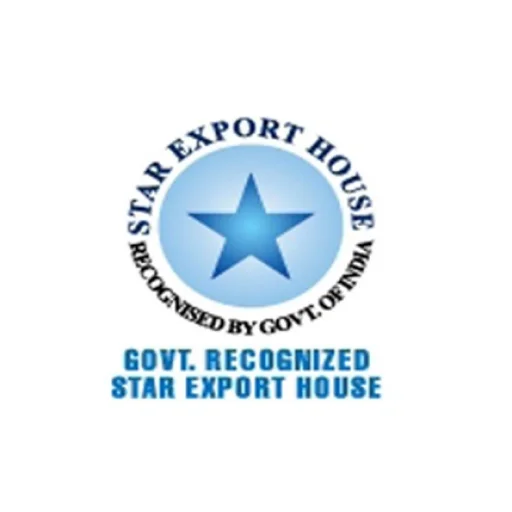 STAR EXPORT HOUSE
RECOGNISED BY GOVT. OF INDIA
GOVT. RECOGNIZED
STAR EXPORT HOUSE